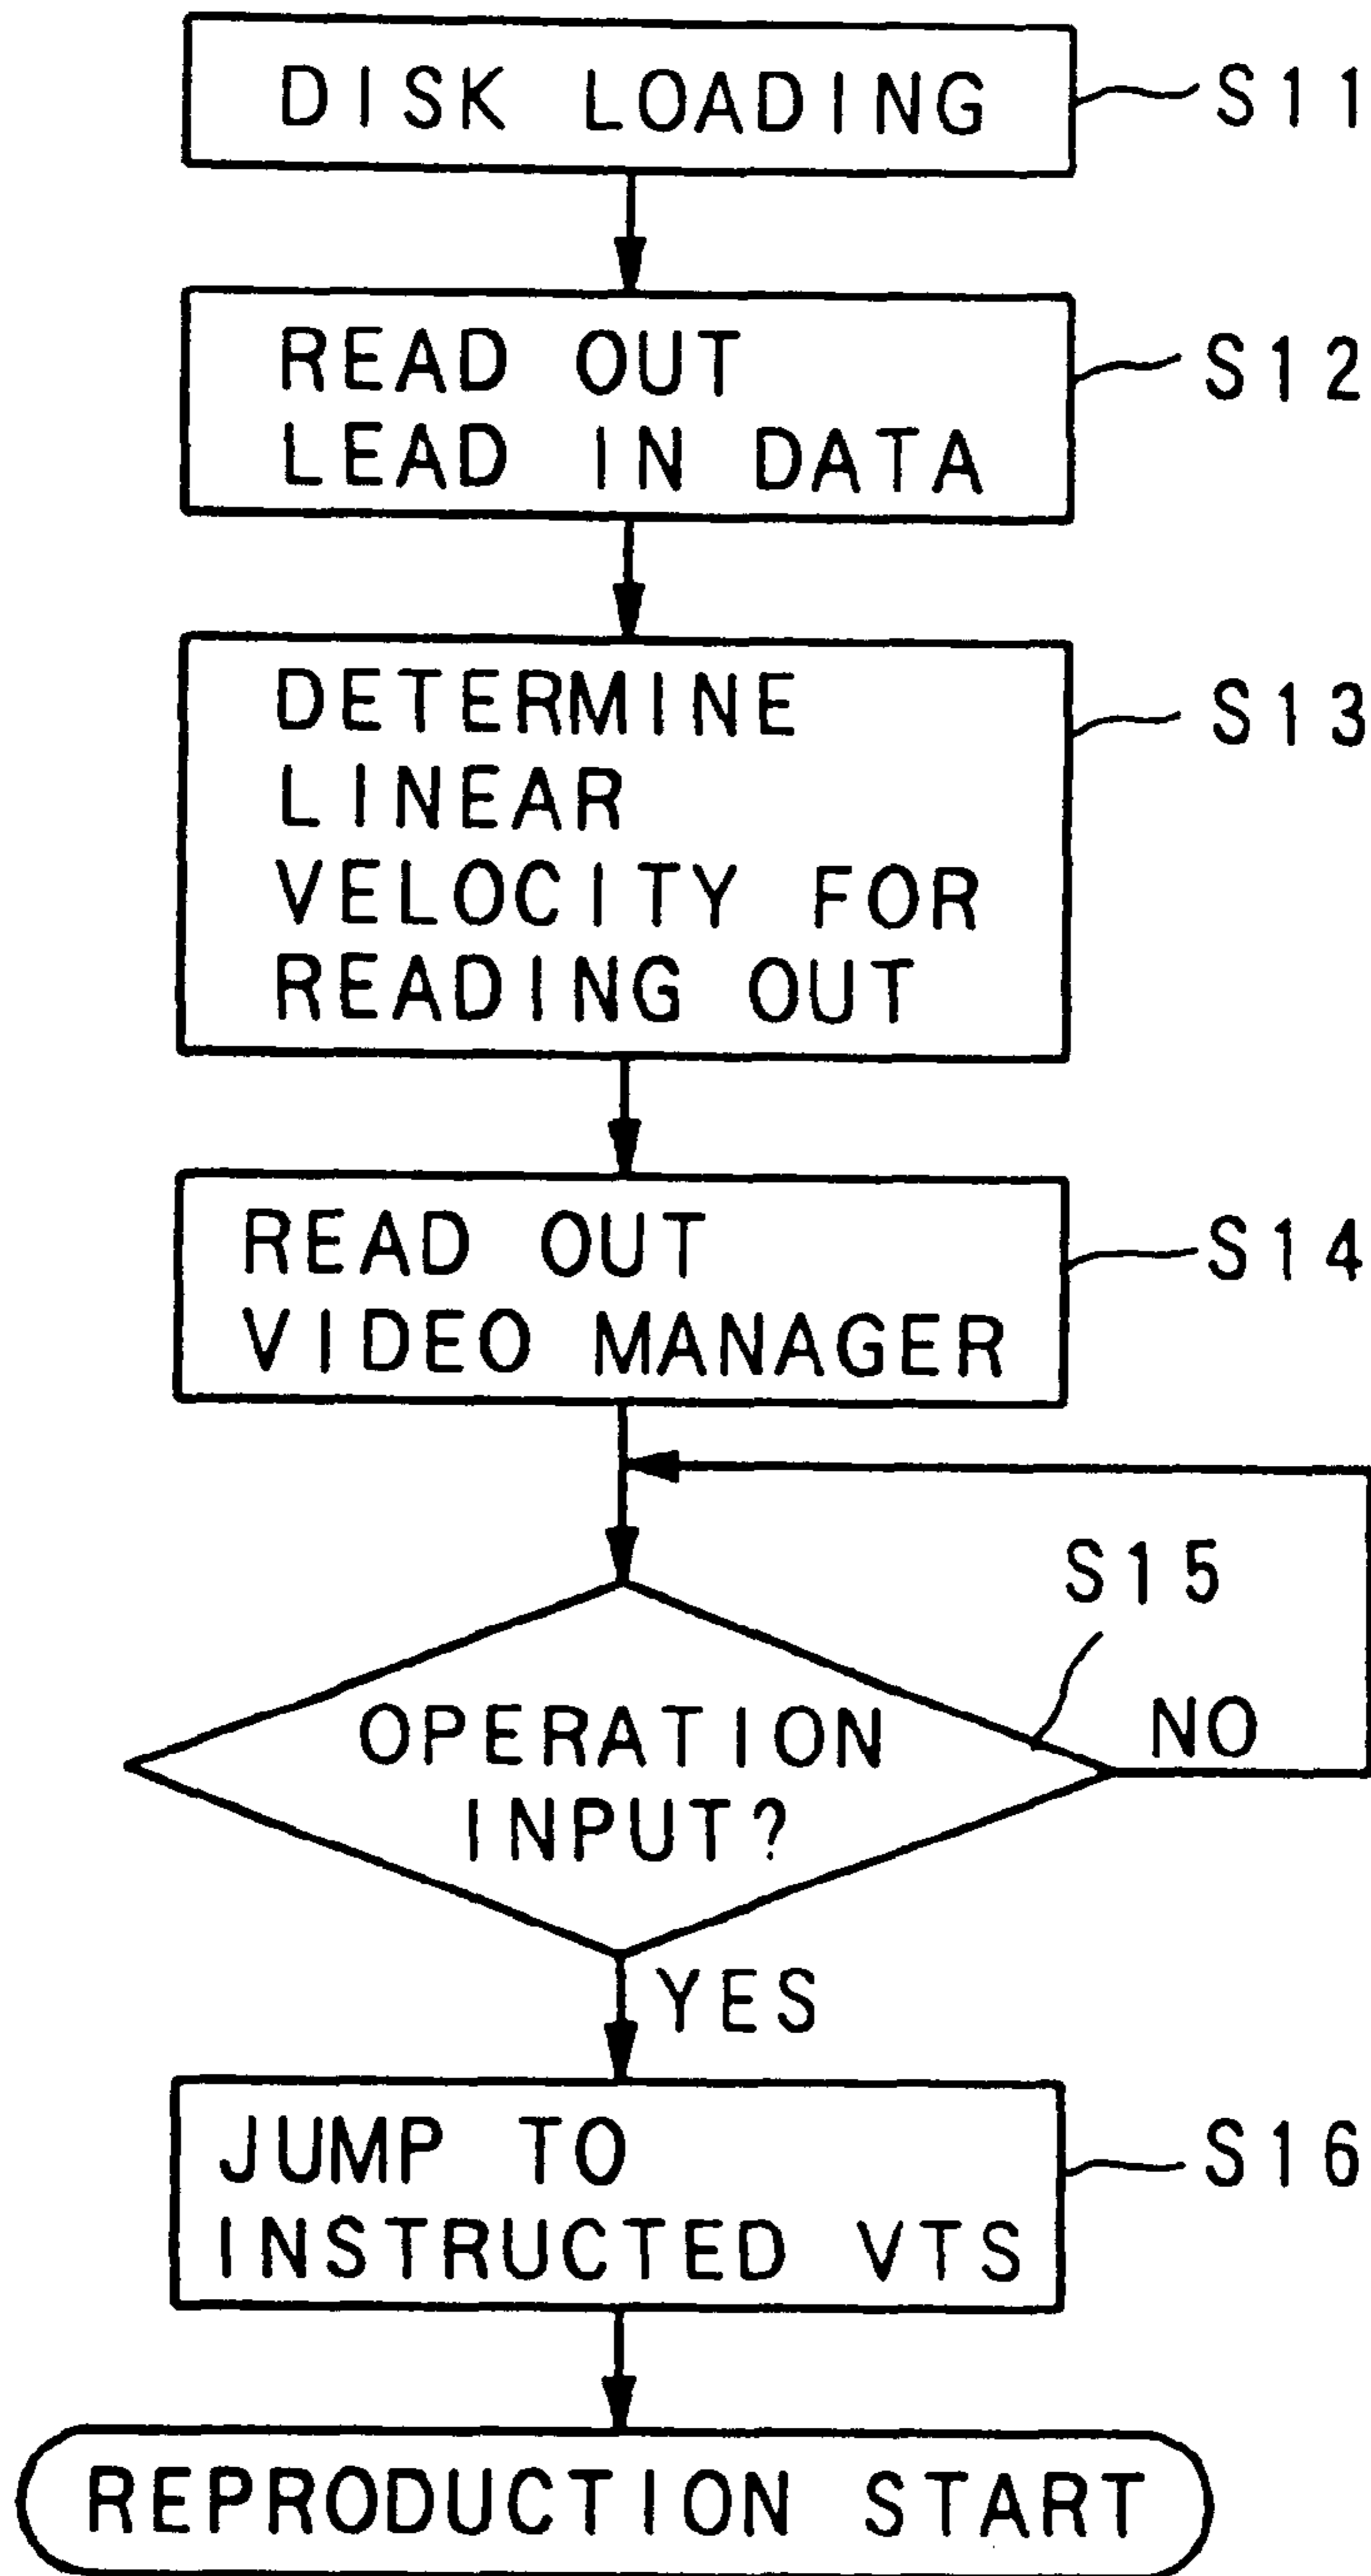 DISK LOADING
S11
READ OUT
LEAD IN DATA
S12
DETERMINE
LINEAR
VELOCITY FOR
READING OUT
S13
READ OUT
VIDEO MANAGER
S14
S15
OPERATION
INPUT?
NO
YES
JUMP TO
INSTRUCTED VTS
S16
REPRODUCTION START